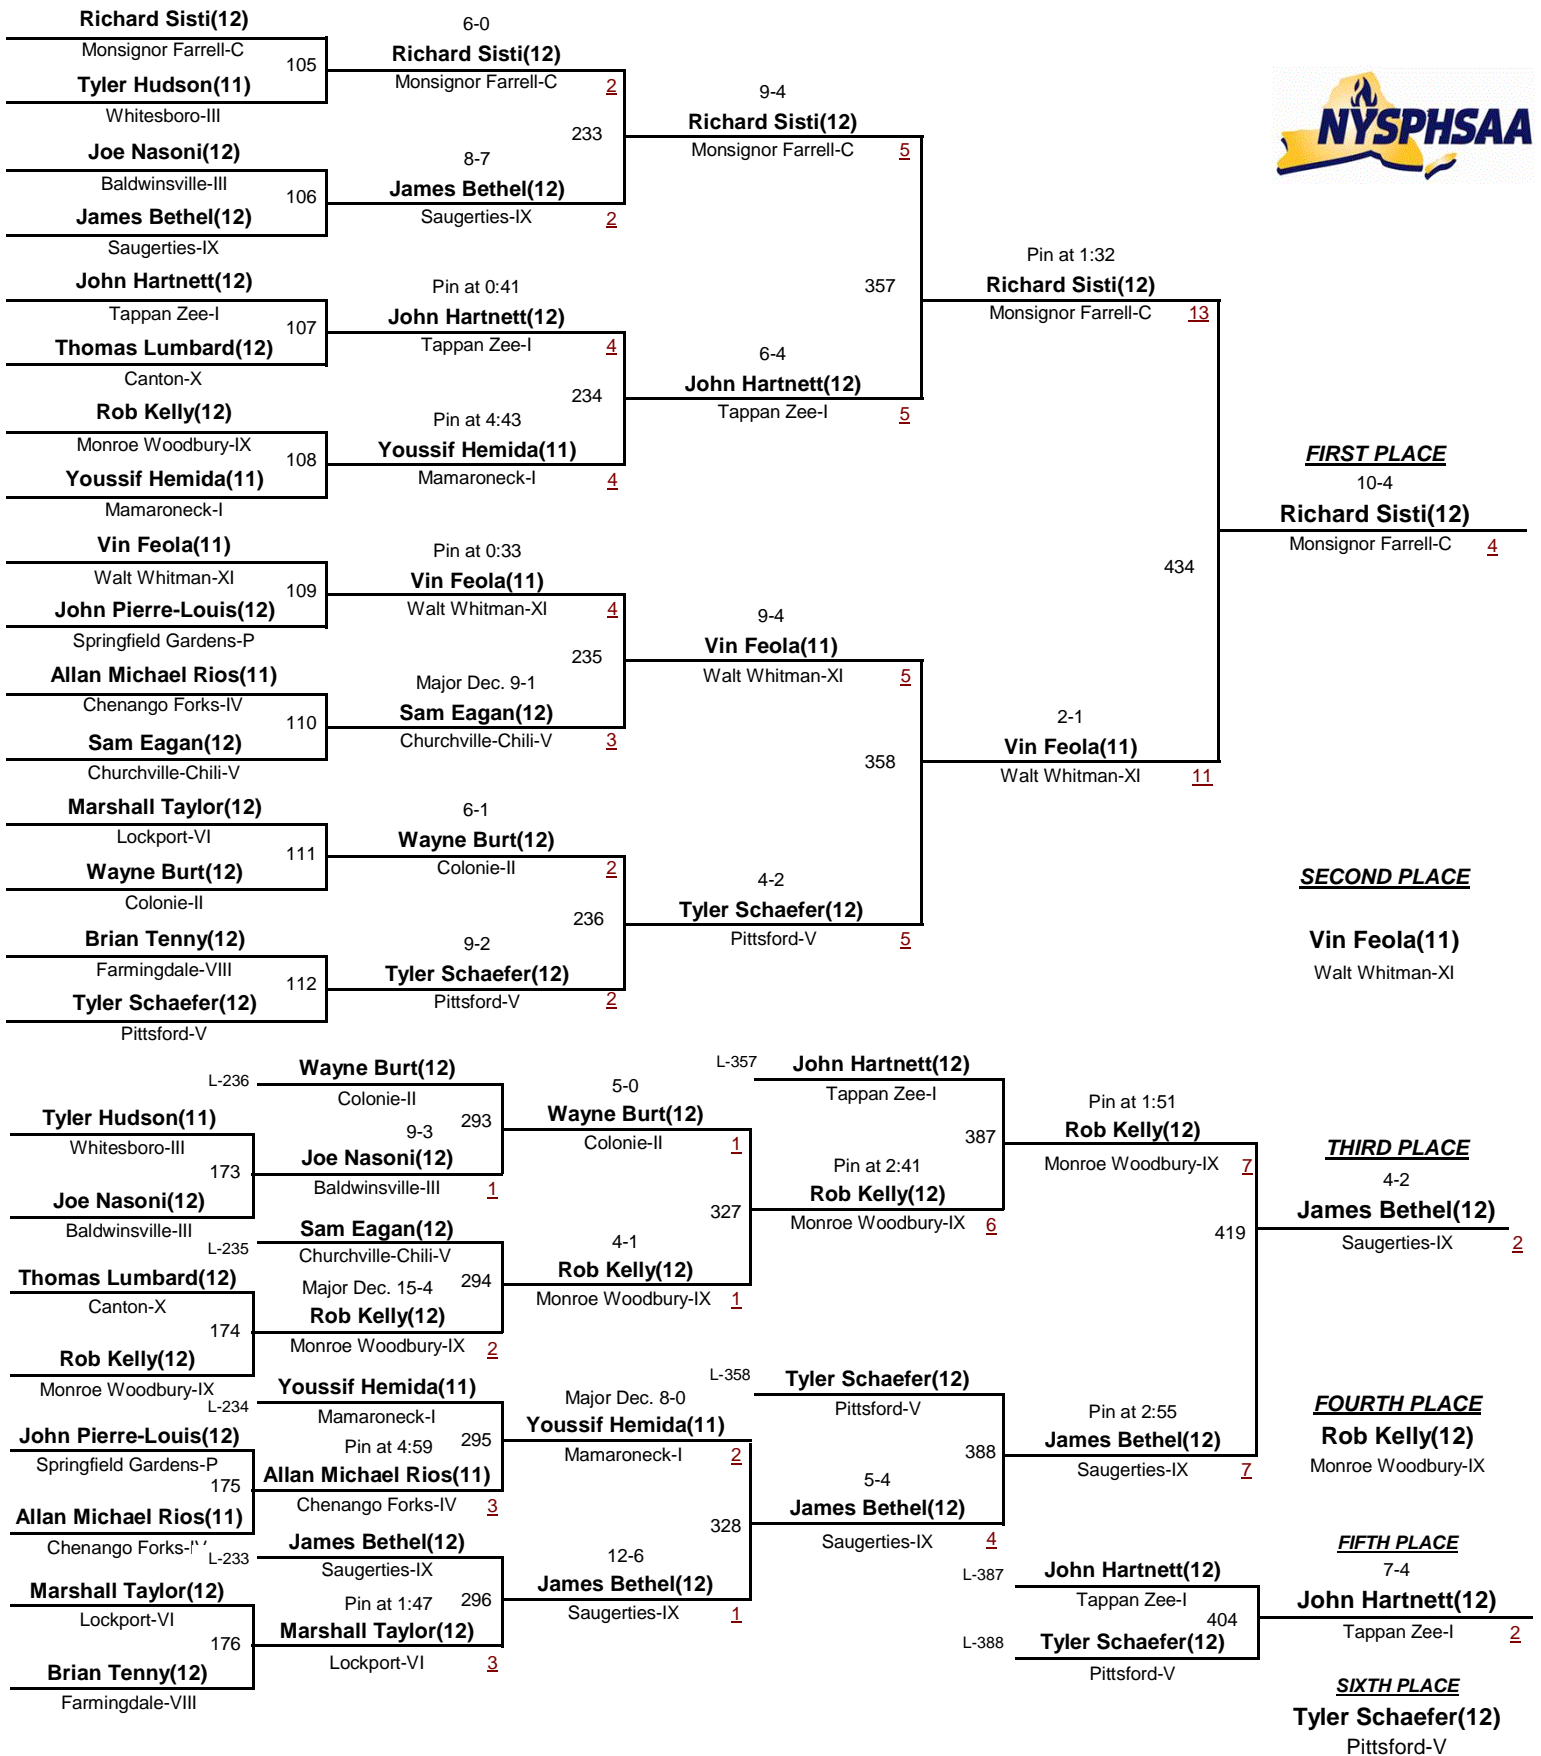 Richard Sisti(12)
Monsignor Farrell-C
105
Tyler Hudson(11)
Whitesboro-III
Joe Nasoni(12)
Baldwinsville-III
106
James Bethel(12)
Saugerties-IX
John Hartnett(12)
Tappan Zee-I
107
Thomas Lumbard(12)
Canton-X
Rob Kelly(12)
Monroe Woodbury-IX
108
Youssif Hemida(11)
Mamaroneck-I
Vin Feola(11)
Walt Whitman-XI
109
John Pierre-Louis(12)
Springfield Gardens-P
Allan Michael Rios(11)
Chenango Forks-IV
110
Sam Eagan(12)
Churchville-Chili-V
Marshall Taylor(12)
Lockport-VI
111
Wayne Burt(12)
Colonie-II
Brian Tenny(12)
Farmingdale-VIII
112
Tyler Schaefer(12)
Pittsford-V
6-0
Richard Sisti(12)
Monsignor Farrell-C 2
233
8-7
James Bethel(12)
Saugerties-IX 2
Pin at 0:41
John Hartnett(12)
Tappan Zee-I 4
234
Pin at 4:43
Youssif Hemida(11)
Mamaroneck-I 4
Pin at 0:33
Vin Feola(11)
Walt Whitman-XI 4
235
Major Dec. 9-1
Sam Eagan(12)
Churchville-Chili-V 3
6-1
Wayne Burt(12)
Colonie-II 2
236
9-2
Tyler Schaefer(12)
Pittsford-V 2
9-4
Richard Sisti(12)
Monsignor Farrell-C 5
357
6-4
John Hartnett(12)
Tappan Zee-I 5
9-4
Vin Feola(11)
Walt Whitman-XI 5
358
4-2
Tyler Schaefer(12)
Pittsford-V 5
Pin at 1:32
Richard Sisti(12)
Monsignor Farrell-C 13
434
2-1
Vin Feola(11)
Walt Whitman-XI 11
NYSPHSAA
FIRST PLACE
10-4
Richard Sisti(12)
Monsignor Farrell-C 4
SECOND PLACE
Vin Feola(11)
Walt Whitman-XI
Tyler Hudson(11)
Whitesboro-III
173
Joe Nasoni(12)
Baldwinsville-III
Thomas Lumbard(12)
Canton-X
174
Rob Kelly(12)
Monroe Woodbury-IX
John Pierre-Louis(12)
Springfield Gardens-P
175
Allan Michael Rios(11)
Chenango Forks-IV
Marshall Taylor(12)
Lockport-VI
176
Brian Tenny(12)
Farmingdale-VIII
L-236 Wayne Burt(12)
Colonie-II
9-3 293
Joe Nasoni(12)
Baldwinsville-III 1
L-235 Sam Eagan(12)
Churchville-Chili-V
Major Dec. 15-4 294
Rob Kelly(12)
Monroe Woodbury-IX 2
L-234 Youssif Hemida(11)
Mamaroneck-I
Pin at 4:59 295
Allan Michael Rios(11)
Chenango Forks-IV 3
L-233 James Bethel(12)
Saugerties-IX
Pin at 1:47 296
Marshall Taylor(12)
Lockport-VI 3
5-0
Wayne Burt(12)
Colonie-II 1
327
4-1
Rob Kelly(12)
Monroe Woodbury-IX 1
Major Dec. 8-0
Youssif Hemida(11)
Mamaroneck-I 2
328
12-6
James Bethel(12)
Saugerties-IX 1
L-357 John Hartnett(12)
Tappan Zee-I
387
Pin at 2:41
Rob Kelly(12)
Monroe Woodbury-IX 6
L-358 Tyler Schaefer(12)
Pittsford-V
388
5-4
James Bethel(12)
Saugerties-IX 4
Pin at 1:51
Rob Kelly(12)
Monroe Woodbury-IX 7
419
Pin at 2:55
James Bethel(12)
Saugerties-IX 7
L-387 John Hartnett(12)
Tappan Zee-I
404
L-388 Tyler Schaefer(12)
Pittsford-V
THIRD PLACE
4-2
James Bethel(12)
Saugerties-IX 2
FOURTH PLACE
Rob Kelly(12)
Monroe Woodbury-IX
FIFTH PLACE
7-4
John Hartnett(12)
Tappan Zee-I 2
SIXTH PLACE
Tyler Schaefer(12)
Pittsford-V